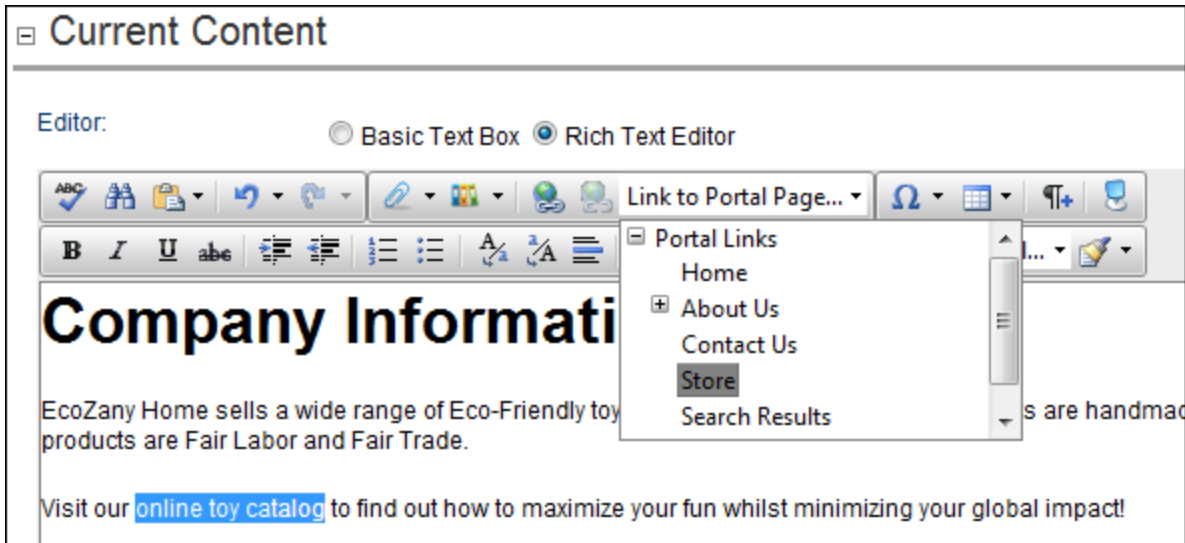 Current Content
Editor:
Basic Text Box Rich Text Editor
ABC Link to Portal Page... Ω
B I U abc A a a A l...
Portal Links
Home
About Us
Contact Us
Store
Search Results
Company Informati
EcoZany Home sells a wide range of Eco-Friendly toy s are handmac
products are Fair Labor and Fair Trade.
Visit our online toy catalog to find out how to maximize your fun whilst minimizing your global impact!